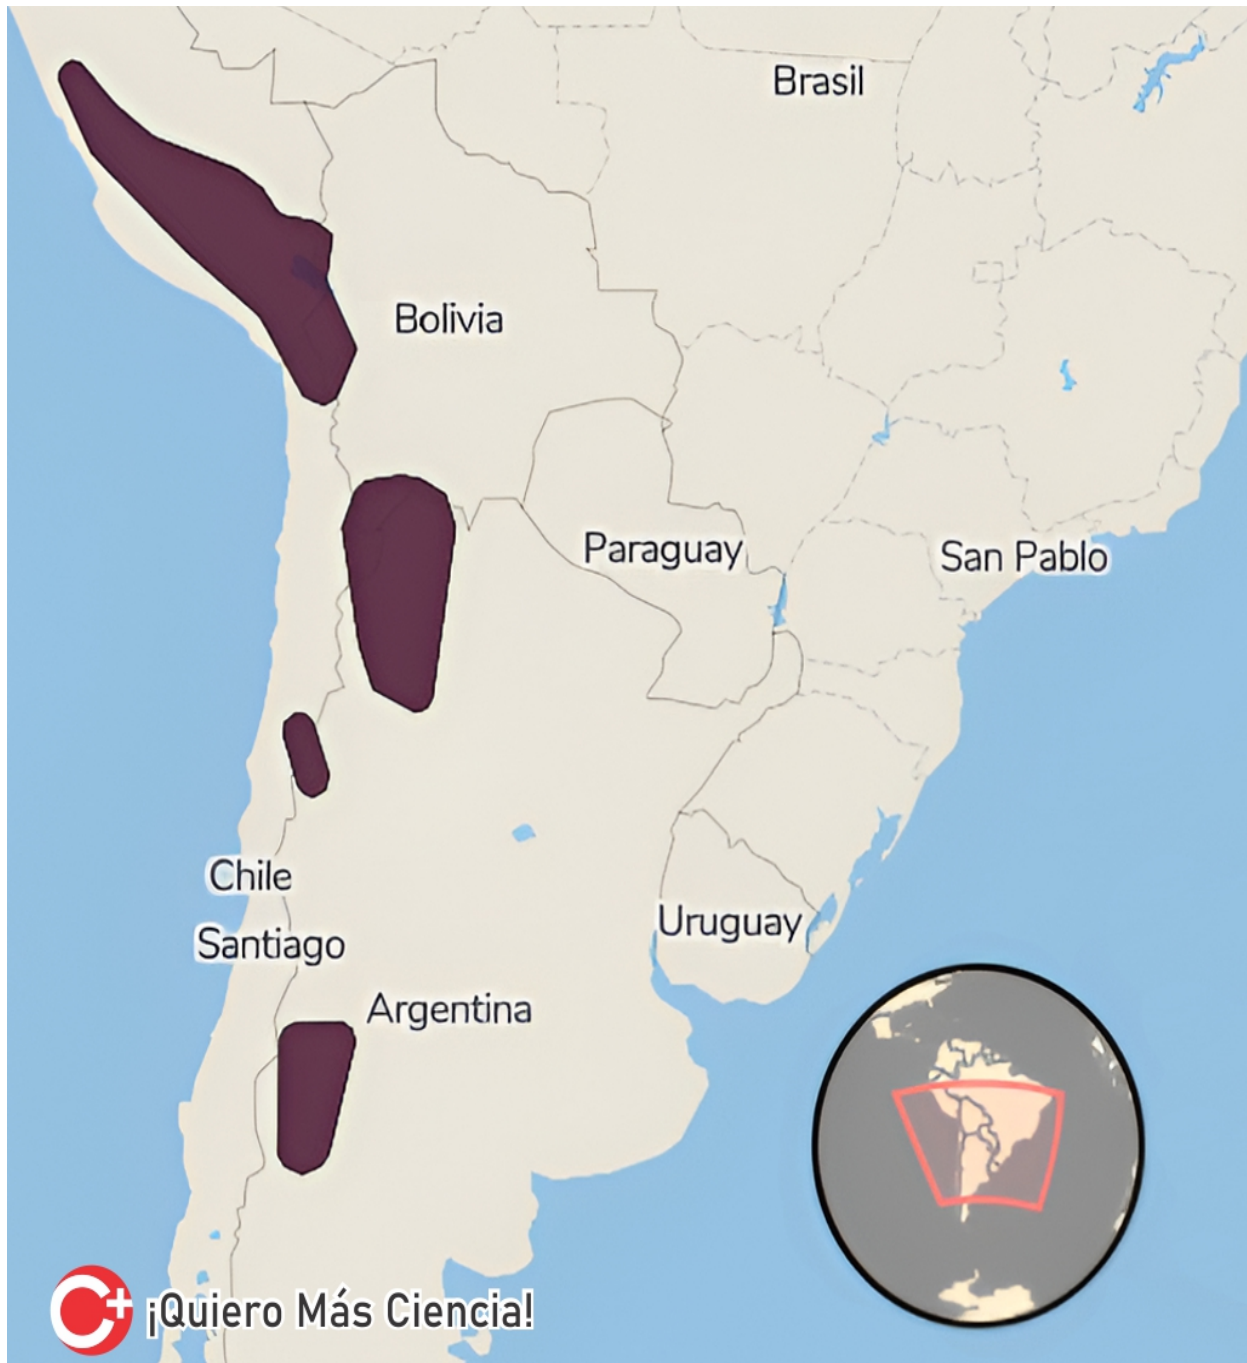 Brasil
Bolivia
Paraguay
San Pablo
Chile
Uruguay
Santiago
Argentina
C+
¡Quiero Más Ciencia!